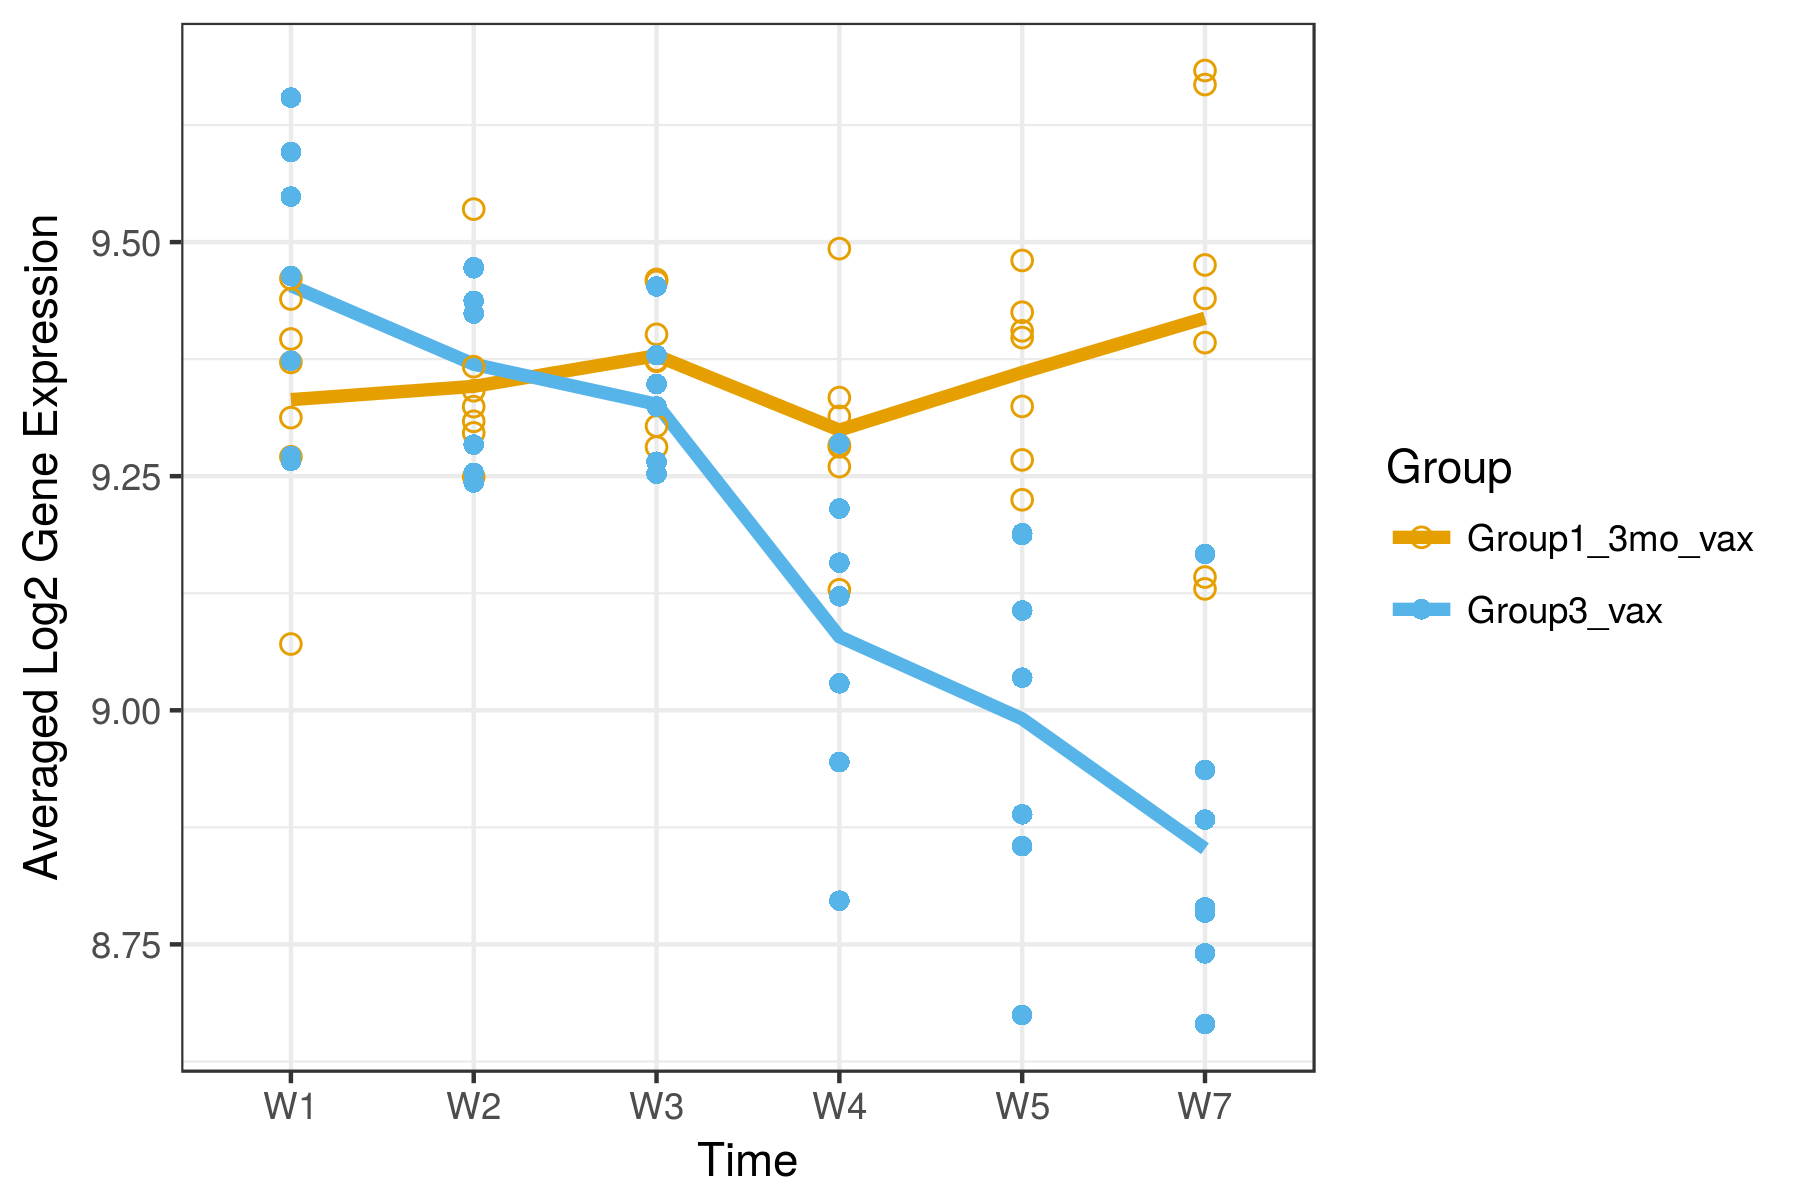 Averaged Log2 Gene Expression
9.50
9.25
9.00
8.75
W1 W2 W3 W4 W5 W7
Time
Group
Group1_3mo_vax
Group3_vax